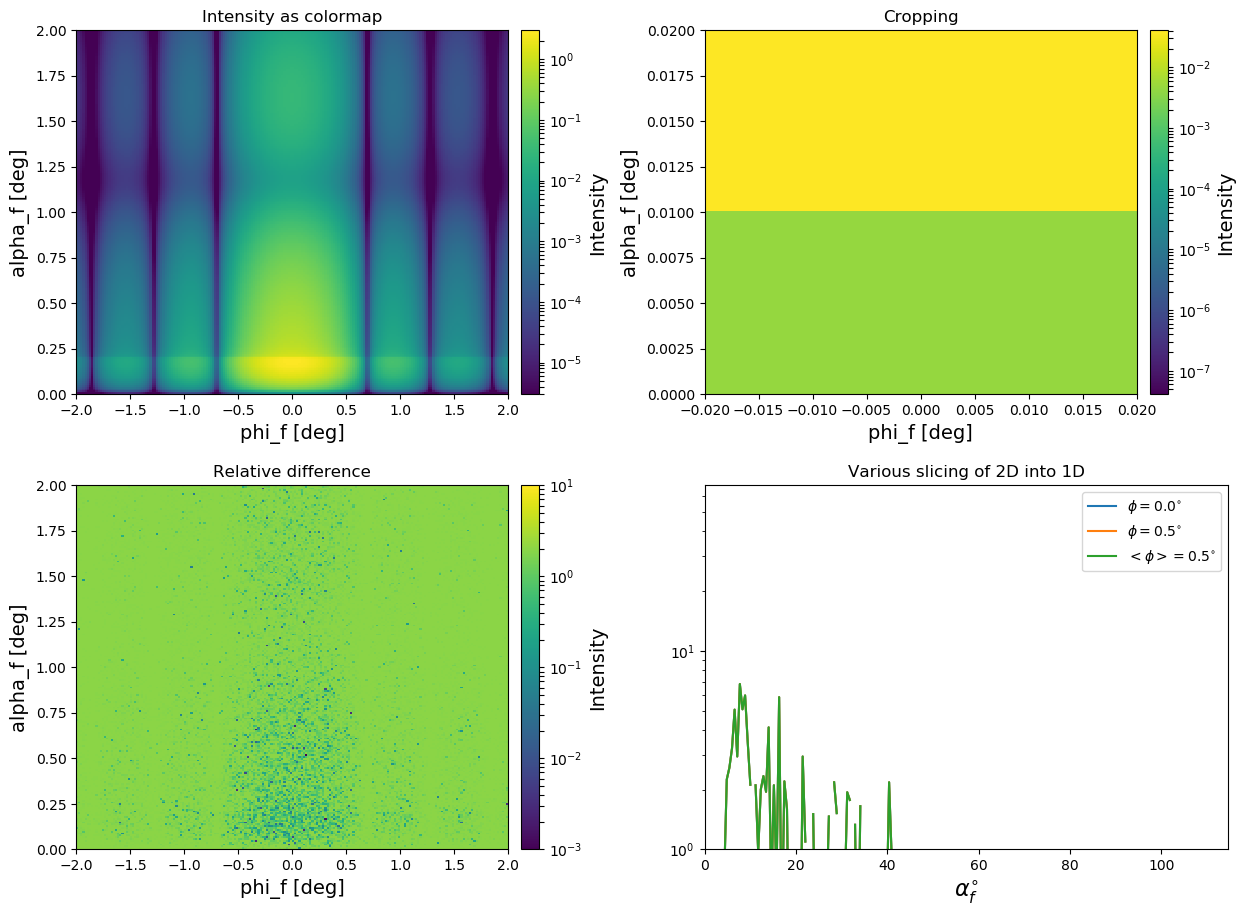 Intensity as colormap
2.00
1.75
1.50
1.25
1.00
0.75
0.50
0.25
0.00
alpha_f [deg]
−2.0 −1.5 −1.0 −0.5 0.0 0.5 1.0 1.5 2.0
phi_f [deg]
10^0
10^-1
10^-2
10^-3
10^-4
10^-5
Intensity
Cropping
0.0200
0.0175
0.0150
0.0125
0.0100
0.0075
0.0050
0.0025
0.0000
alpha_f [deg]
−0.020 −0.015 −0.010 −0.005 0.000 0.005 0.010 0.015 0.020
phi_f [deg]
10^-2
10^-3
10^-4
10^-5
10^-6
10^-7
Intensity
Relative difference
2.00
1.75
1.50
1.25
1.00
0.75
0.50
0.25
0.00
alpha_f [deg]
−2.0 −1.5 −1.0 −0.5 0.0 0.5 1.0 1.5 2.0
phi_f [deg]
10^1
10^0
10^-1
10^-2
10^-3
Intensity
Various slicing of 2D into 1D
ϕ = 0.0°
ϕ = 0.5°
<ϕ> = 0.5°
10^1
10^0
0 20 40 60 80 100
α_f°